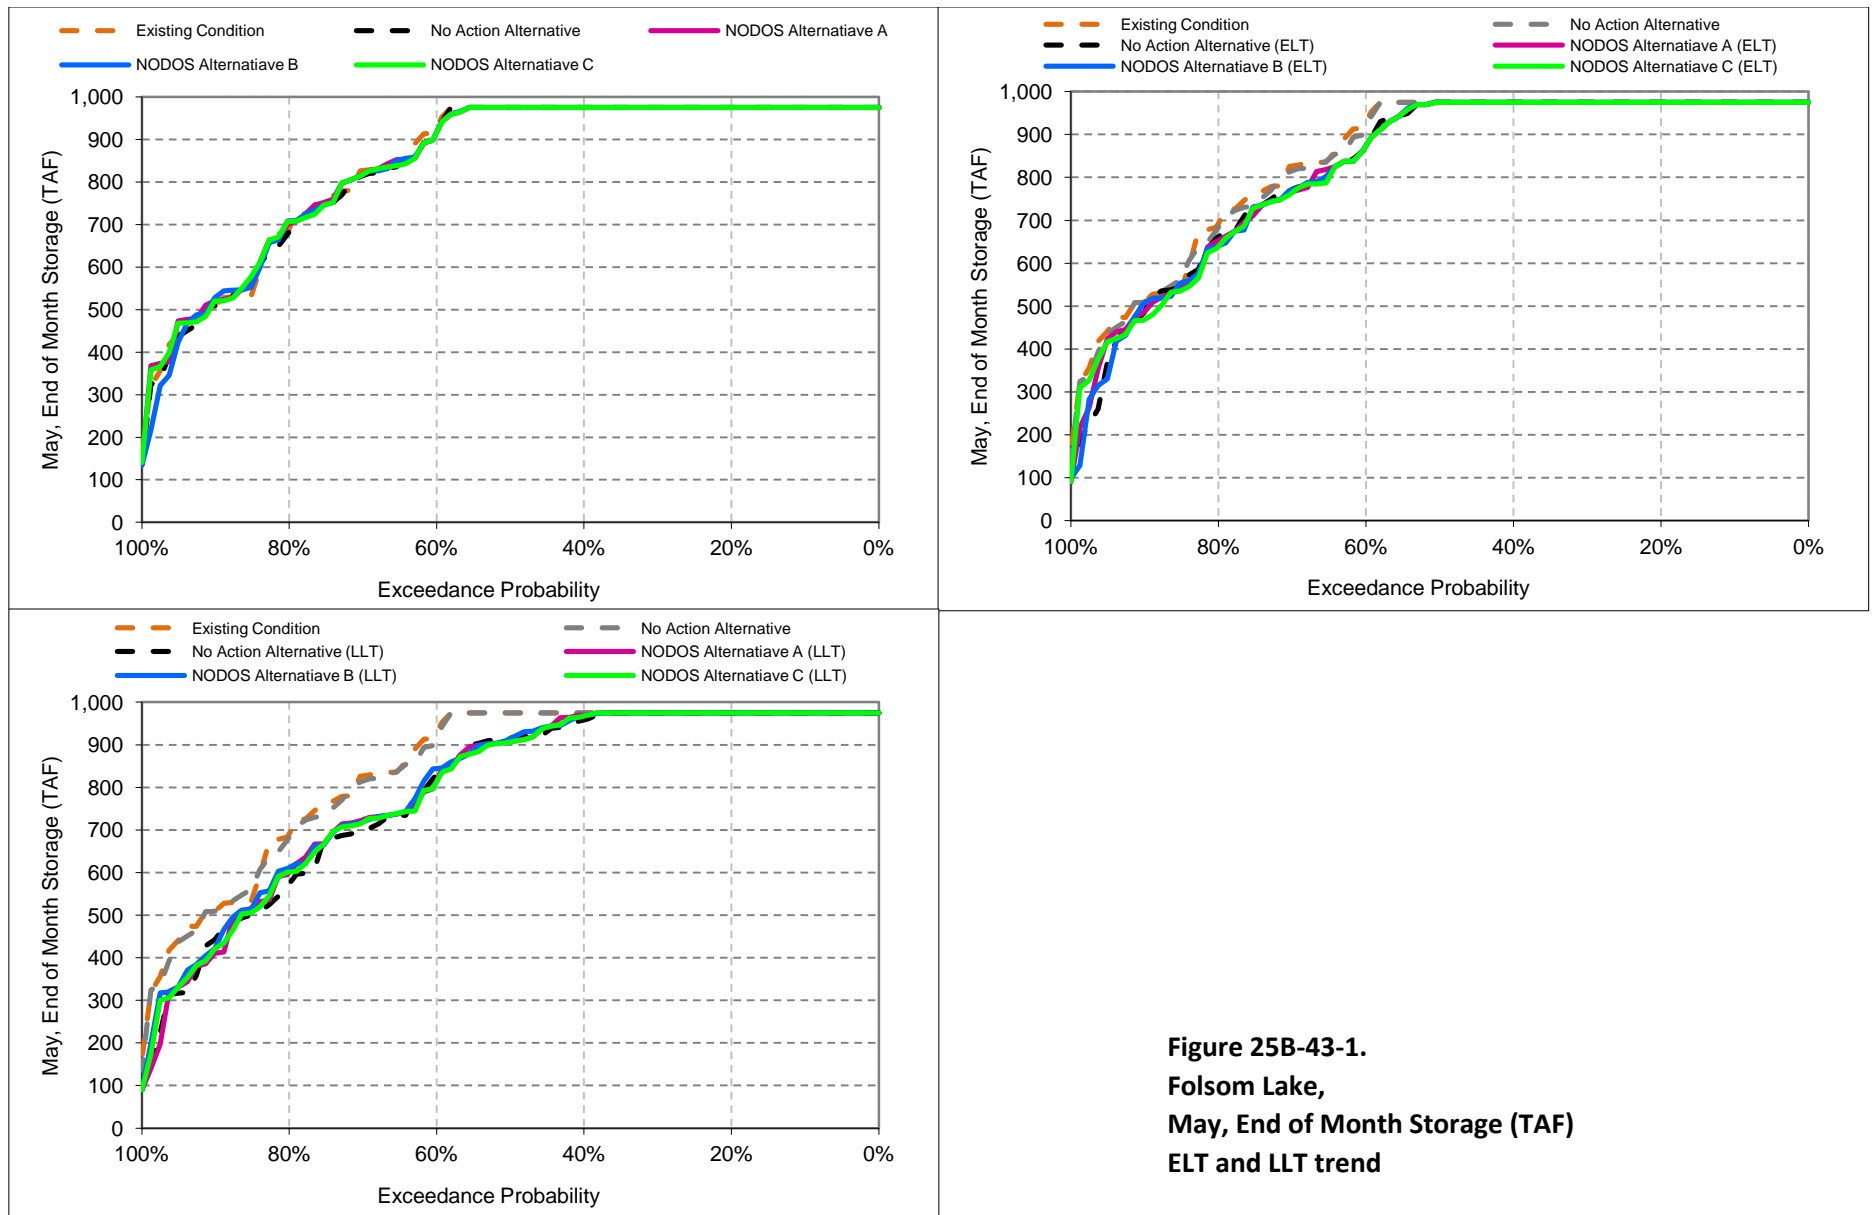 Existing Condition
No Action Alternative
NODOS Alternatiave A
NODOS Alternatiave B
NODOS Alternatiave C
May, End of Month Storage (TAF)
1,000
900
800
700
600
500
400
300
200
100
0
100%
80%
60%
40%
20%
0%
Exceedance Probability
Existing Condition
No Action Alternative
No Action Alternative (ELT)
NODOS Alternatiave A (ELT)
NODOS Alternatiave B (ELT)
NODOS Alternatiave C (ELT)
May, End of Month Storage (TAF)
1,000
900
800
700
600
500
400
300
200
100
0
100%
80%
60%
40%
20%
0%
Exceedance Probability
Existing Condition
No Action Alternative
No Action Alternative (LLT)
NODOS Alternatiave A (LLT)
NODOS Alternatiave B (LLT)
NODOS Alternatiave C (LLT)
May, End of Month Storage (TAF)
1,000
900
800
700
600
500
400
300
200
100
0
100%
80%
60%
40%
20%
0%
Exceedance Probability
Figure 25B-43-1.
Folsom Lake,
May, End of Month Storage (TAF)
ELT and LLT trend